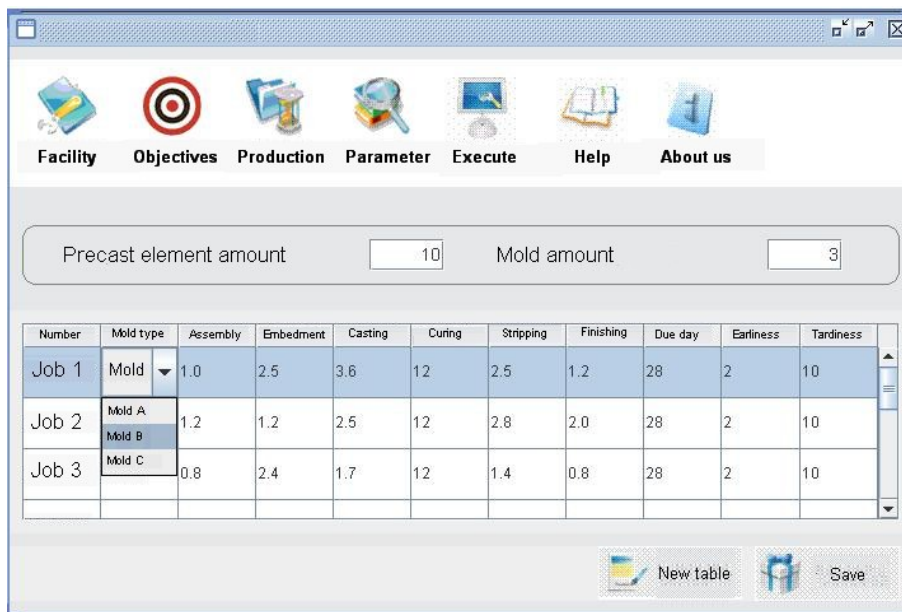 Facility Objectives Production Parameter Execute Help About us
Precast element amount 10 Mold amount 3
Number Mold type Assembly Embedment Casting Curing Stripping Finishing Due day Earliness Tardiness
Job 1 Mold 1.0 2.5 3.6 12 2.5 1.2 28 2 10
Mold A
Job 2 1.2 1.2 2.5 12 2.8 2.0 28 2 10
Mold B
Mold C
Job 3 0.8 2.4 1.7 12 1.4 0.8 28 2 10
New table Save